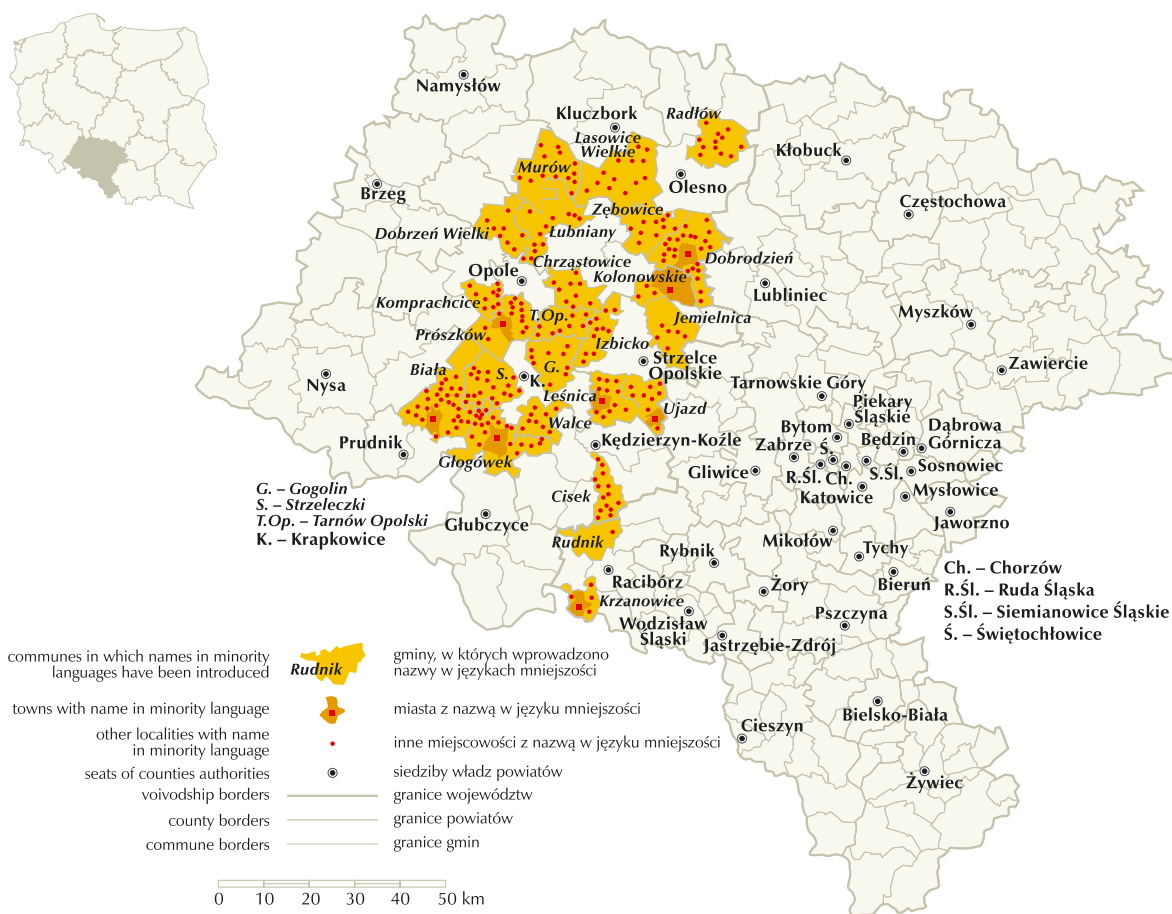 Namysłów
Kluczbork
Radłów
Lasowice
Wielkie
Kłobuck
Murów
Olesno
Brzeg
Zębowice
Częstochowa
Dobrzeń Wielki
Łubniany
Chrząstowice
Dobrodzień
Opole
Kolonowskie
Lubliniec
Komprachcice
T.Op.
Jemielnica
Myszków
Prószków
Izbicko
Strzelce
Opolskie
Zawiercie
Biała
G.
S.
K.
Nysa
Leśnica
Tarnowskie Góry
Ujazd
Piekary
Śląskie
Walce
Bytom
Dąbrowa
Górnicza
Prudnik
Kędzierzyn-Koźle
Zabrze
Ś.
Będzin
Głogówek
Gliwice
R.Śl.
Ch.
S.Śl.
Sosnowiec
Katowice
Mysłowice
G. – Gogolin
S. – Strzeleczki
T.Op. – Tarnów Opolski
K. – Krapkowice
Cisek
Głubczyce
Jaworzno
Rudnik
Mikołów
Rybnik
Tychy
Racibórz
Żory
Bieruń
Ch. – Chorzów
R.Śl. – Ruda Śląska
S.Śl. – Siemianowice Śląskie
Ś. – Świętochłowice
Krzanowice
Pszczyna
Wodzisław
Śląski
Jastrzębie-Zdrój
Bielsko-Biała
Cieszyn
Żywiec
communes in which names in minority
languages have been introduced
Rudnik
gminy, w których wprowadzono
nazwy w językach mniejszości
towns with name in minority language
miasta z nazwą w języku mniejszości
other localities with name
in minority language
inne miejscowości z nazwą w języku mniejszości
seats of counties authorities
siedziby władz powiatów
voivodship borders
granice województw
county borders
granice powiatów
commune borders
granice gmin
0 10 20 30 40 50 km